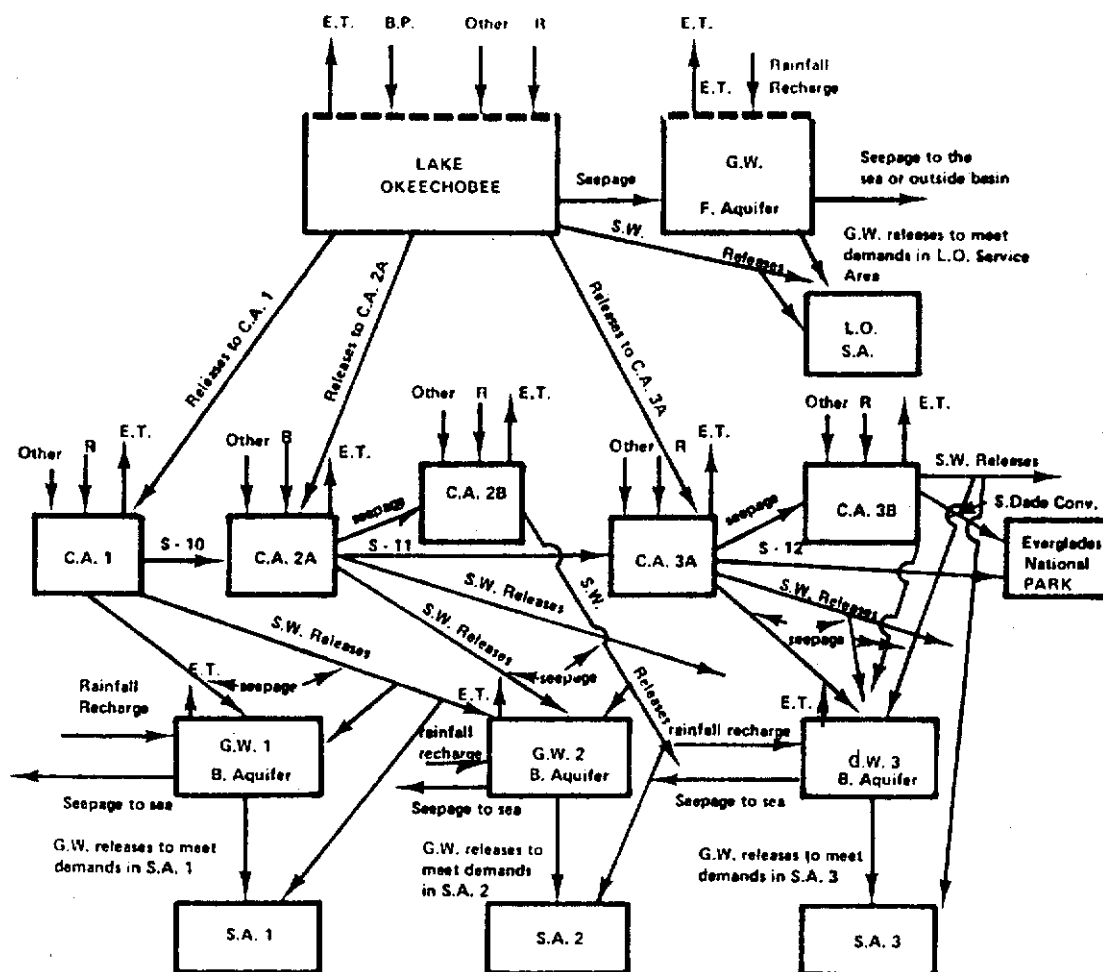 E.T. B.P. Other R
E.T.
E.T. Rainfall
Recharge
LAKE
OKEECHOBEE
G.W.
F. Aquifer
Seepage
Seepage to the
sea or outside basin
S.W. Releases
G.W. releases to meet
demands in L.O. Service
Area
L.O.
S.A.
Releases to C.A. 1
Releases to C.A. 2A
Releases to C.A. 3A
Other R E.T.
Other B E.T.
Other R E.T.
Other R E.T.
Other R E.T.
C.A. 1
S - 10
C.A. 2A
seepage
C.A. 2B
S - 11
C.A. 3A
seepage
C.A. 3B
S - 12
S.W. Releases
S.Dade Conv.
Everglades
National
PARK
S.W. Releases
S.W. Releases
S.W. Releases
S.W. Releases
S.W. Releases
seepage
seepage
seepage
E.T.
Rainfall
Recharge
G.W. 1
B. Aquifer
Seepage to sea
G.W. releases to meet
demands in S.A. 1
S.A. 1
E.T.
rainfall
recharge
G.W. 2
B. Aquifer
Seepage to sea
G.W. releases to
meet demands
in S.A. 2
S.A. 2
E.T.
rainfall recharge
d.W. 3
B. Aquifer
Seepage to sea
G.W. releases to meet
demands in S.A. 3
S.A. 3